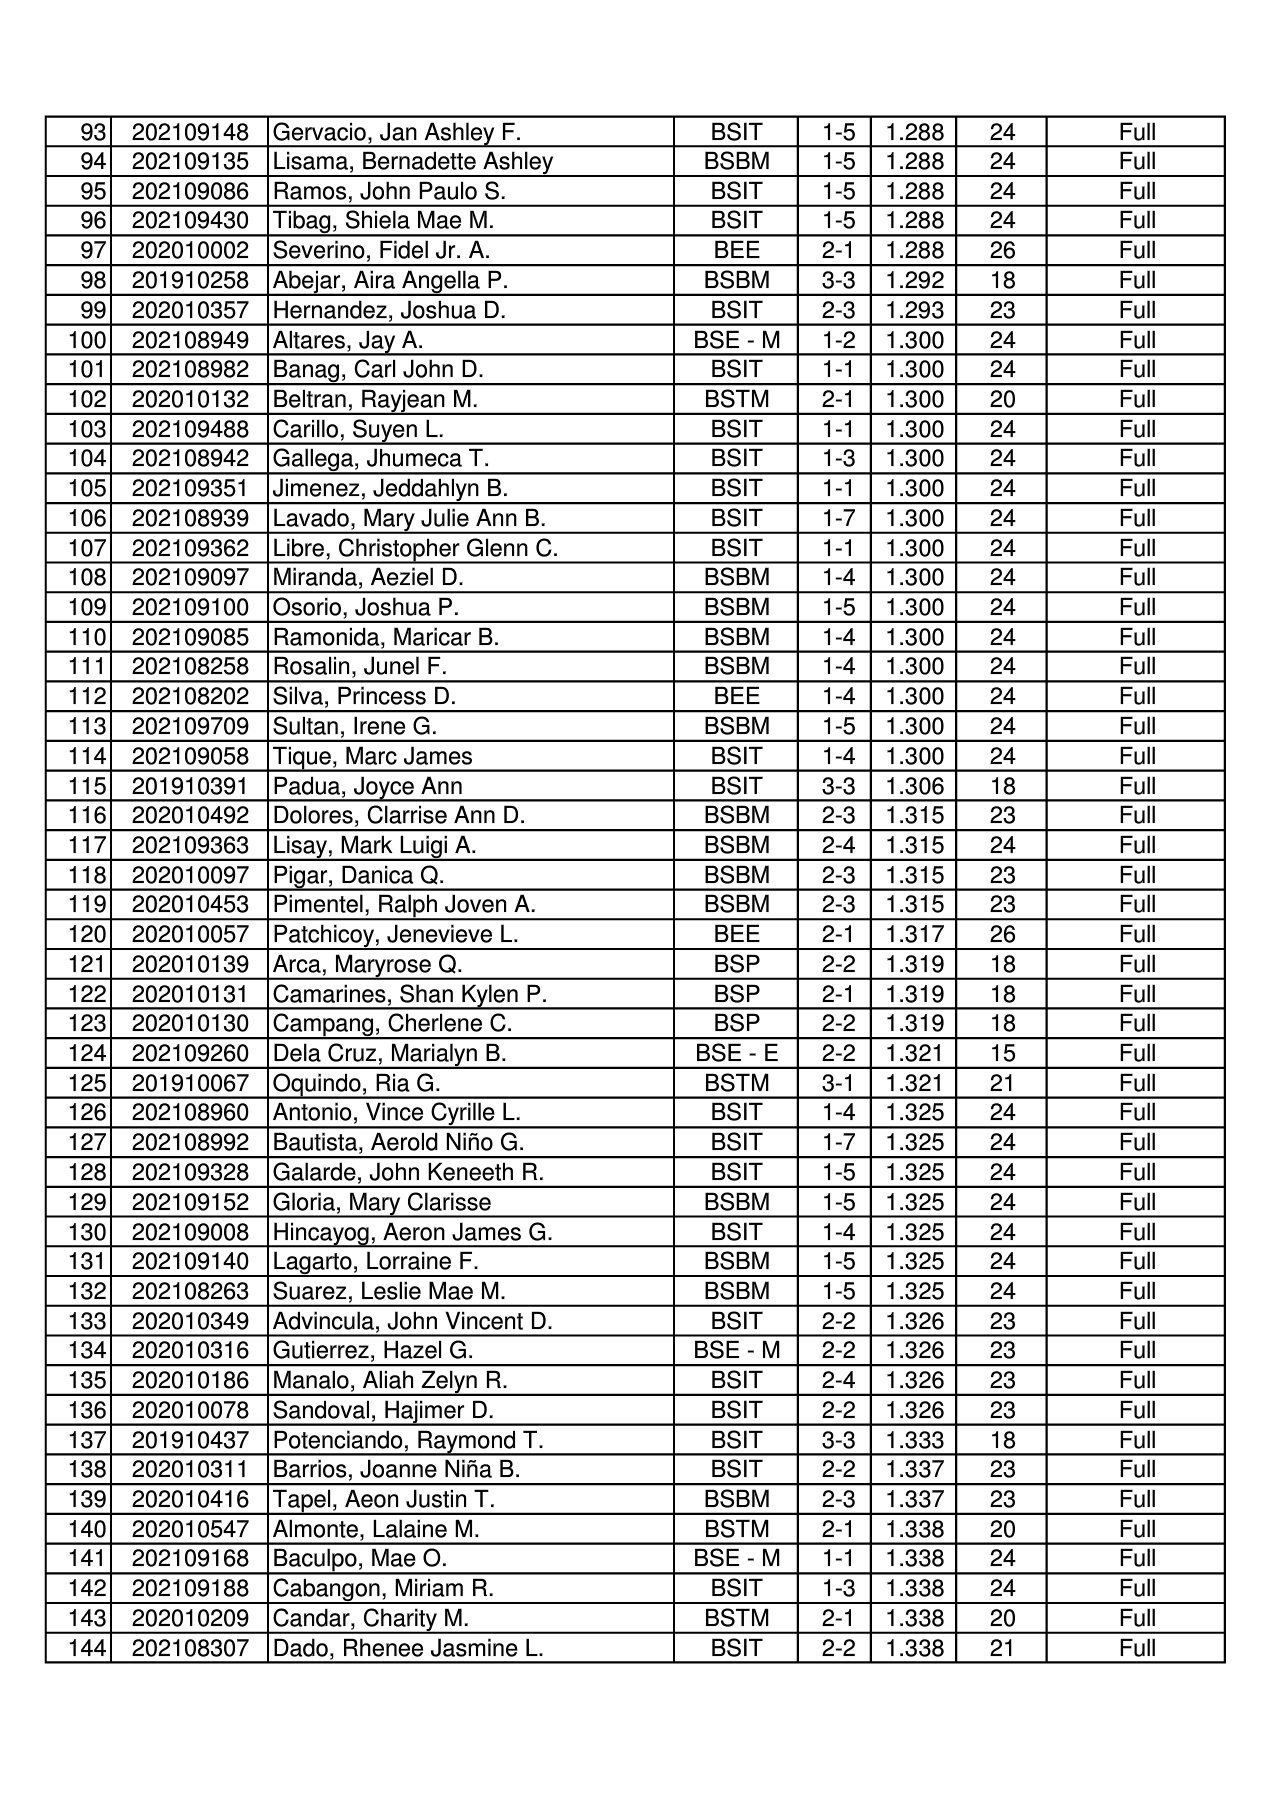 93 202109148 Gervacio, Jan Ashley F. BSIT 1-5 1.288 24 Full
94 202109135 Lisama, Bernadette Ashley BSBM 1-5 1.288 24 Full
95 202109086 Ramos, John Paulo S. BSIT 1-5 1.288 24 Full
96 202109430 Tibag, Shiela Mae M. BSIT 1-5 1.288 24 Full
97 202010002 Severino, Fidel Jr. A. BEE 2-1 1.288 26 Full
98 201910258 Abejar, Aira Angella P. BSBM 3-3 1.292 18 Full
99 202010357 Hernandez, Joshua D. BSIT 2-3 1.293 23 Full
100 202108949 Altares, Jay A. BSE - M 1-2 1.300 24 Full
101 202108982 Banag, Carl John D. BSIT 1-1 1.300 24 Full
102 202010132 Beltran, Rayjean M. BSTM 2-1 1.300 20 Full
103 202109488 Carillo, Suyen L. BSIT 1-1 1.300 24 Full
104 202108942 Gallega, Jhumeca T. BSIT 1-3 1.300 24 Full
105 202109351 Jimenez, Jeddahlyn B. BSIT 1-1 1.300 24 Full
106 202108939 Lavado, Mary Julie Ann B. BSIT 1-7 1.300 24 Full
107 202109362 Libre, Christopher Glenn C. BSIT 1-1 1.300 24 Full
108 202109097 Miranda, Aeziel D. BSBM 1-4 1.300 24 Full
109 202109100 Osorio, Joshua P. BSBM 1-5 1.300 24 Full
110 202109085 Ramonida, Maricar B. BSBM 1-4 1.300 24 Full
111 202108258 Rosalin, Junel F. BSBM 1-4 1.300 24 Full
112 202108202 Silva, Princess D. BEE 1-4 1.300 24 Full
113 202109709 Sultan, Irene G. BSBM 1-5 1.300 24 Full
114 202109058 Tique, Marc James BSIT 1-4 1.300 24 Full
115 201910391 Padua, Joyce Ann BSIT 3-3 1.306 18 Full
116 202010492 Dolores, Clarrise Ann D. BSBM 2-3 1.315 23 Full
117 202109363 Lisay, Mark Luigi A. BSBM 2-4 1.315 24 Full
118 202010097 Pigar, Danica Q. BSBM 2-3 1.315 23 Full
119 202010453 Pimentel, Ralph Joven A. BSBM 2-3 1.315 23 Full
120 202010057 Patchicoy, Jenevieve L. BEE 2-1 1.317 26 Full
121 202010139 Arca, Maryrose Q. BSP 2-2 1.319 18 Full
122 202010131 Camarines, Shan Kylen P. BSP 2-1 1.319 18 Full
123 202010130 Campang, Cherlene C. BSP 2-2 1.319 18 Full
124 202109260 Dela Cruz, Marialyn B. BSE - E 2-2 1.321 15 Full
125 201910067 Oquindo, Ria G. BSTM 3-1 1.321 21 Full
126 202108960 Antonio, Vince Cyrille L. BSIT 1-4 1.325 24 Full
127 202108992 Bautista, Aerold Niño G. BSIT 1-7 1.325 24 Full
128 202109328 Galarde, John Keneeth R. BSIT 1-5 1.325 24 Full
129 202109152 Gloria, Mary Clarisse BSBM 1-5 1.325 24 Full
130 202109008 Hincayog, Aeron James G. BSIT 1-4 1.325 24 Full
131 202109140 Lagarto, Lorraine F. BSBM 1-5 1.325 24 Full
132 202108263 Suarez, Leslie Mae M. BSBM 1-5 1.325 24 Full
133 202010349 Advincula, John Vincent D. BSIT 2-2 1.326 23 Full
134 202010316 Gutierrez, Hazel G. BSE - M 2-2 1.326 23 Full
135 202010186 Manalo, Aliah Zelyn R. BSIT 2-4 1.326 23 Full
136 202010078 Sandoval, Hajimer D. BSIT 2-2 1.326 23 Full
137 201910437 Potenciando, Raymond T. BSIT 3-3 1.333 18 Full
138 202010311 Barrios, Joanne Niña B. BSIT 2-2 1.337 23 Full
139 202010416 Tapel, Aeon Justin T. BSBM 2-3 1.337 23 Full
140 202010547 Almonte, Lalaine M. BSTM 2-1 1.338 20 Full
141 202109168 Baculpo, Mae O. BSE - M 1-1 1.338 24 Full
142 202109188 Cabangon, Miriam R. BSIT 1-3 1.338 24 Full
143 202010209 Candar, Charity M. BSTM 2-1 1.338 20 Full
144 202108307 Dado, Rhenee Jasmine L. BSIT 2-2 1.338 21 Full